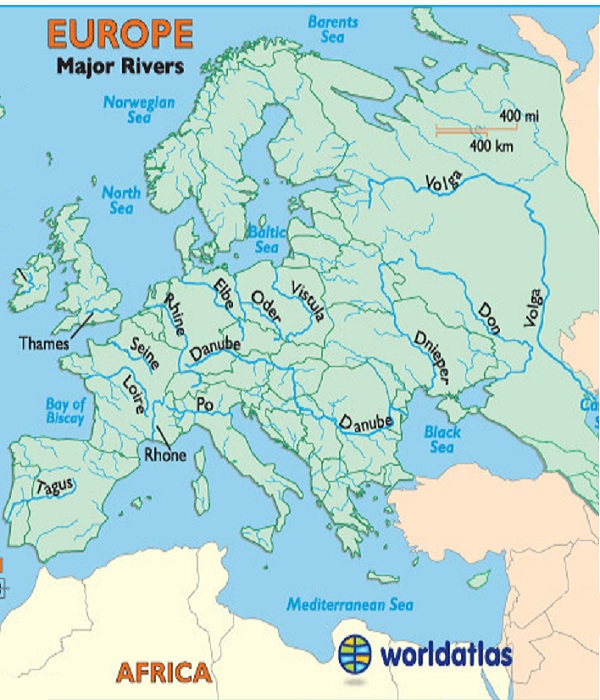 EUROPE
Major Rivers
Barents
Sea
Norwegian
Sea
400 mi
400 km
North
Sea
Volga
Baltic
Sea
Rhine
Elbe
Oder
Vistula
Don
Volga
Thames
Seine
Danube
Dnieper
Loire
Po
Bay of
Biscay
Danube
Black
Sea
Rhone
Tagus
Mediterranean Sea
AFRICA
worldatlas